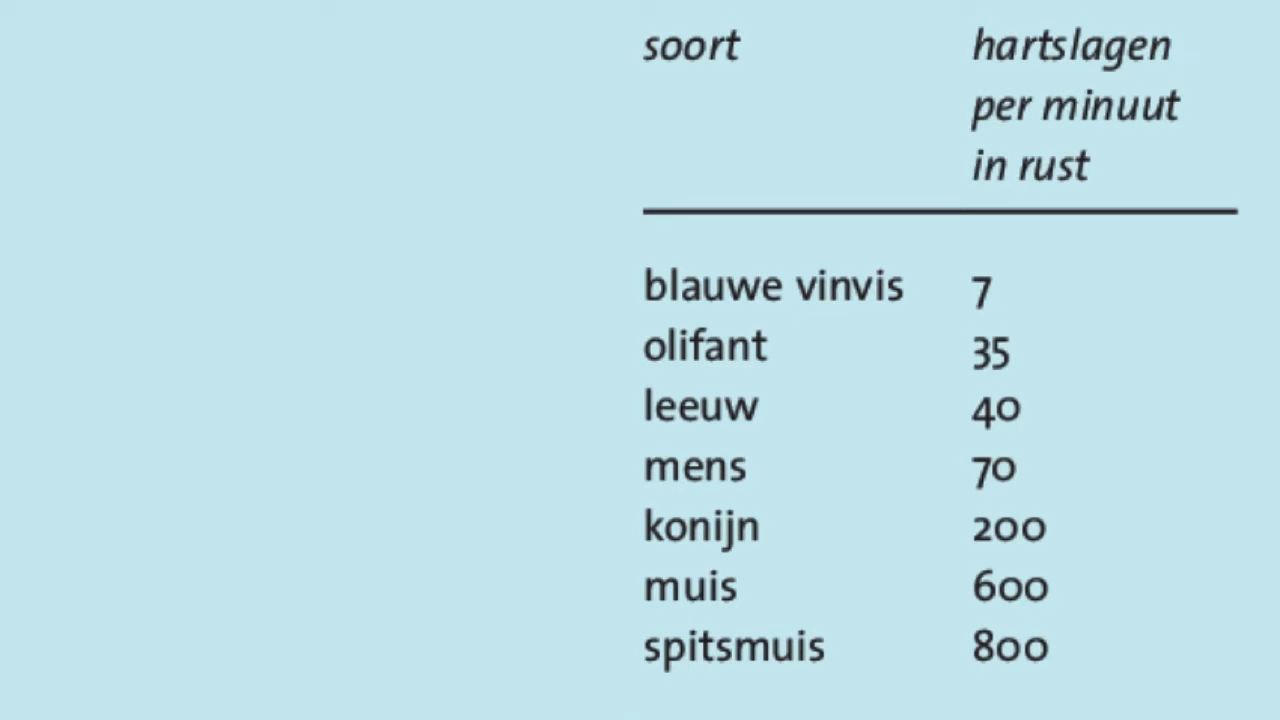 soort hartslagen
per minuut
in rust
blauwe vinvis 7
olifant 35
leeuw 40
mens 70
konijn 200
muis 600
spitsmuis 800